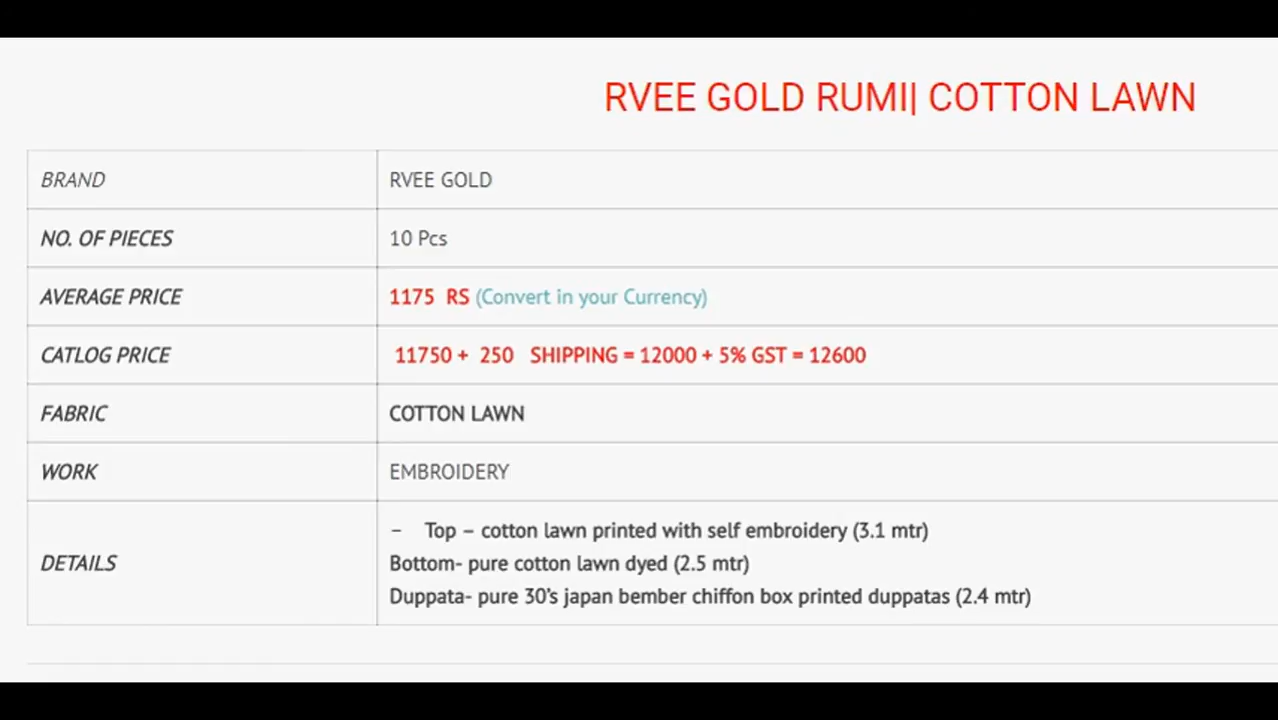 RVEE GOLD RUMI| COTTON LAWN
BRAND RVEE GOLD
NO. OF PIECES 10 Pcs
AVERAGE PRICE 1175 RS (Convert in your Currency)
CATLOG PRICE 11750 + 250 SHIPPING = 12000 + 5% GST = 12600
FABRIC COTTON LAWN
WORK EMBROIDERY
– Top – cotton lawn printed with self embroidery (3.1 mtr)
DETAILS Bottom- pure cotton lawn dyed (2.5 mtr)
Duppata- pure 30’s japan bember chiffon box printed duppatas (2.4 mtr)